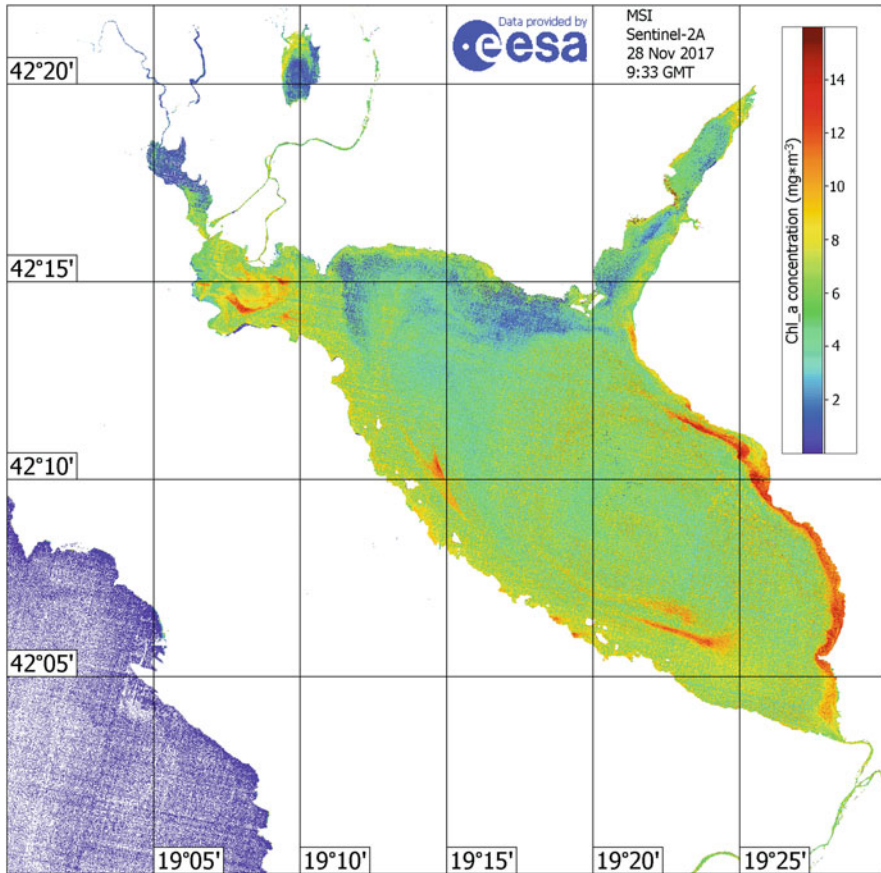 Data provided by
esa
MSI
Sentinel-2A
28 Nov 2017
9:33 GMT
42°20'
42°15'
42°10'
42°05'
19°05'
19°10'
19°15'
19°20'
19°25'
14
12
10
8
6
4
2
Chl_a concentration (mg*m⁻³)